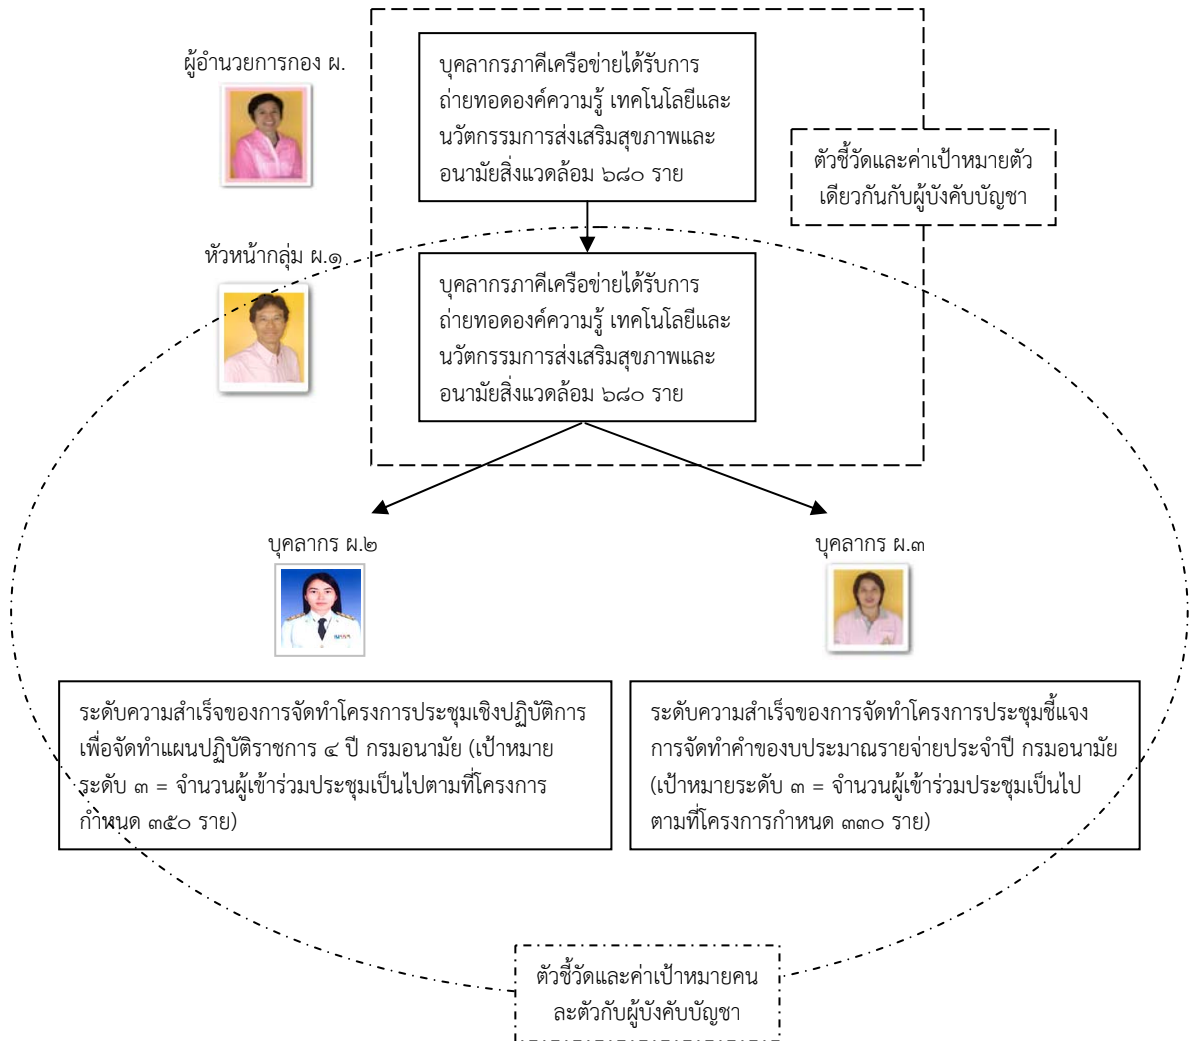 ผู้อำนวยการกอง ผ.
บุคลากรภาคีเครือข่ายได้รับการ
ถ่ายทอดองค์ความรู้ เทคโนโลยีและ
นวัตกรรมการส่งเสริมสุขภาพและ
อนามัยสิ่งแวดล้อม ๖๘๐ ราย
ตัวชี้วัดและค่าเป้าหมายตัว
เดียวกันกับผู้บังคับบัญชา
หัวหน้ากลุ่ม ผ.๑
บุคลากรภาคีเครือข่ายได้รับการ
ถ่ายทอดองค์ความรู้ เทคโนโลยีและ
นวัตกรรมการส่งเสริมสุขภาพและ
อนามัยสิ่งแวดล้อม ๖๘๐ ราย
บุคลากร ผ.๒
บุคลากร ผ.๓
ระดับความสำเร็จของการจัดทำโครงการประชุมเชิงปฏิบัติการ
เพื่อจัดทำแผนปฏิบัติราชการ ๔ ปี กรมอนามัย (เป้าหมาย
ระดับ ๓ = จำนวนผู้เข้าร่วมประชุมเป็นไปตามที่โครงการ
กำหนด ๓๕๐ ราย)
ระดับความสำเร็จของการจัดทำโครงการประชุมชี้แจง
การจัดทำคำของบประมาณรายจ่ายประจำปี กรมอนามัย
(เป้าหมายระดับ ๓ = จำนวนผู้เข้าร่วมประชุมเป็นไป
ตามที่โครงการกำหนด ๓๓๐ ราย)
ตัวชี้วัดและค่าเป้าหมายคน
ละตัวกับผู้บังคับบัญชา